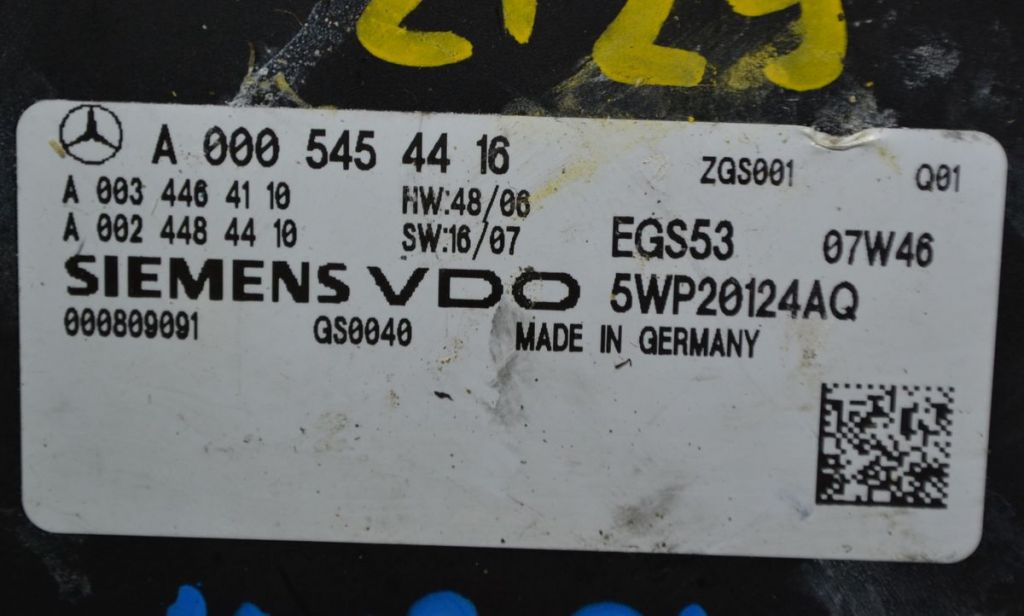 A 000 545 44 16
ZGS001 Q01
A 003 446 41 10 HW:48/06
A 002 448 44 10 SW:16/07 EGS53 07W46
SIEMENS VDO 5WP20124AQ
000809091 GS0040 MADE IN GERMANY